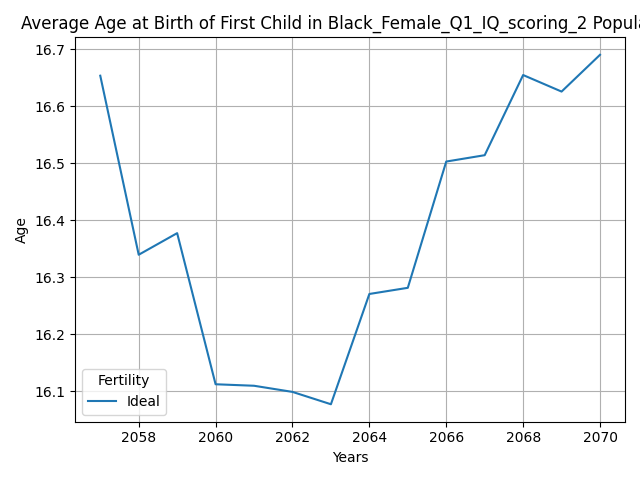 Average Age at Birth of First Child in Black_Female_Q1_IQ_scoring_2 Popula
16.7
16.6
16.5
16.4
16.3
16.2
16.1
Age
Fertility
Ideal
2058 2060 2062 2064 2066 2068 2070
Years